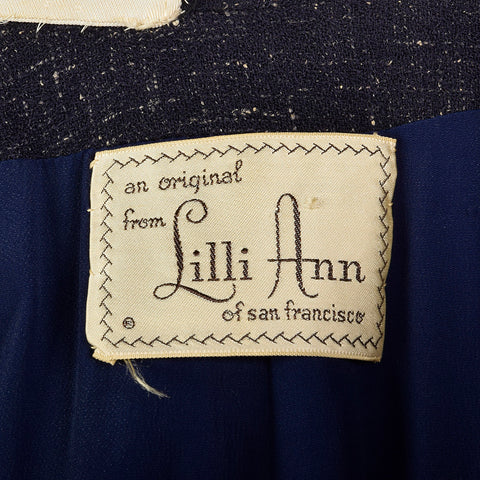 an original
from Lilli Ann
of san francisco
®